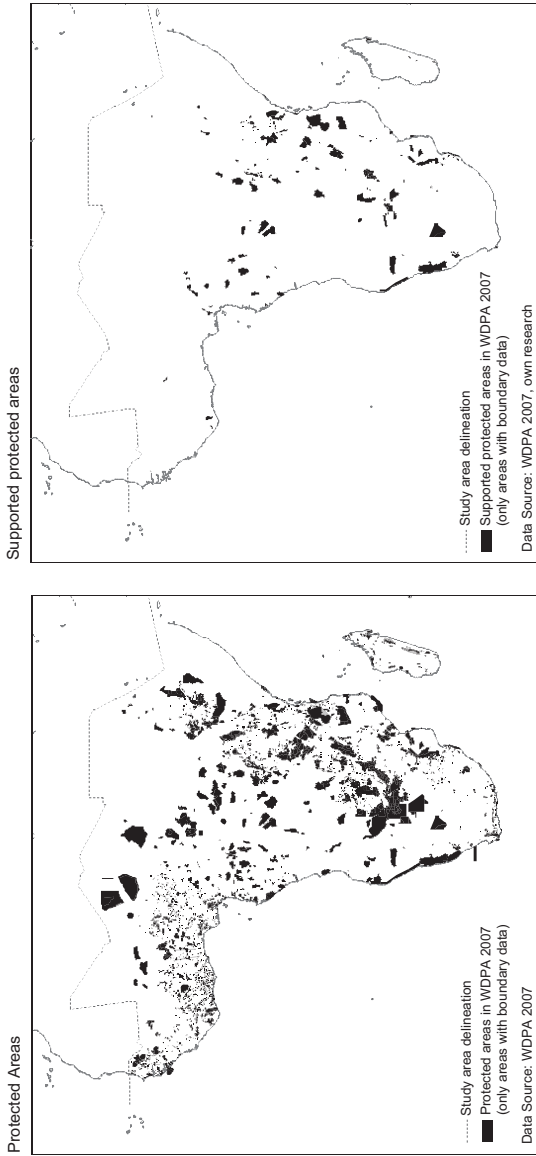 Protected Areas
Study area delineation
Protected areas in WDPA 2007
(only areas with boundary data)
Data Source: WDPA 2007
Supported protected areas
Study area delineation
Supported protected areas in WDPA 2007
(only areas with boundary data)
Data Source: WDPA 2007, own research